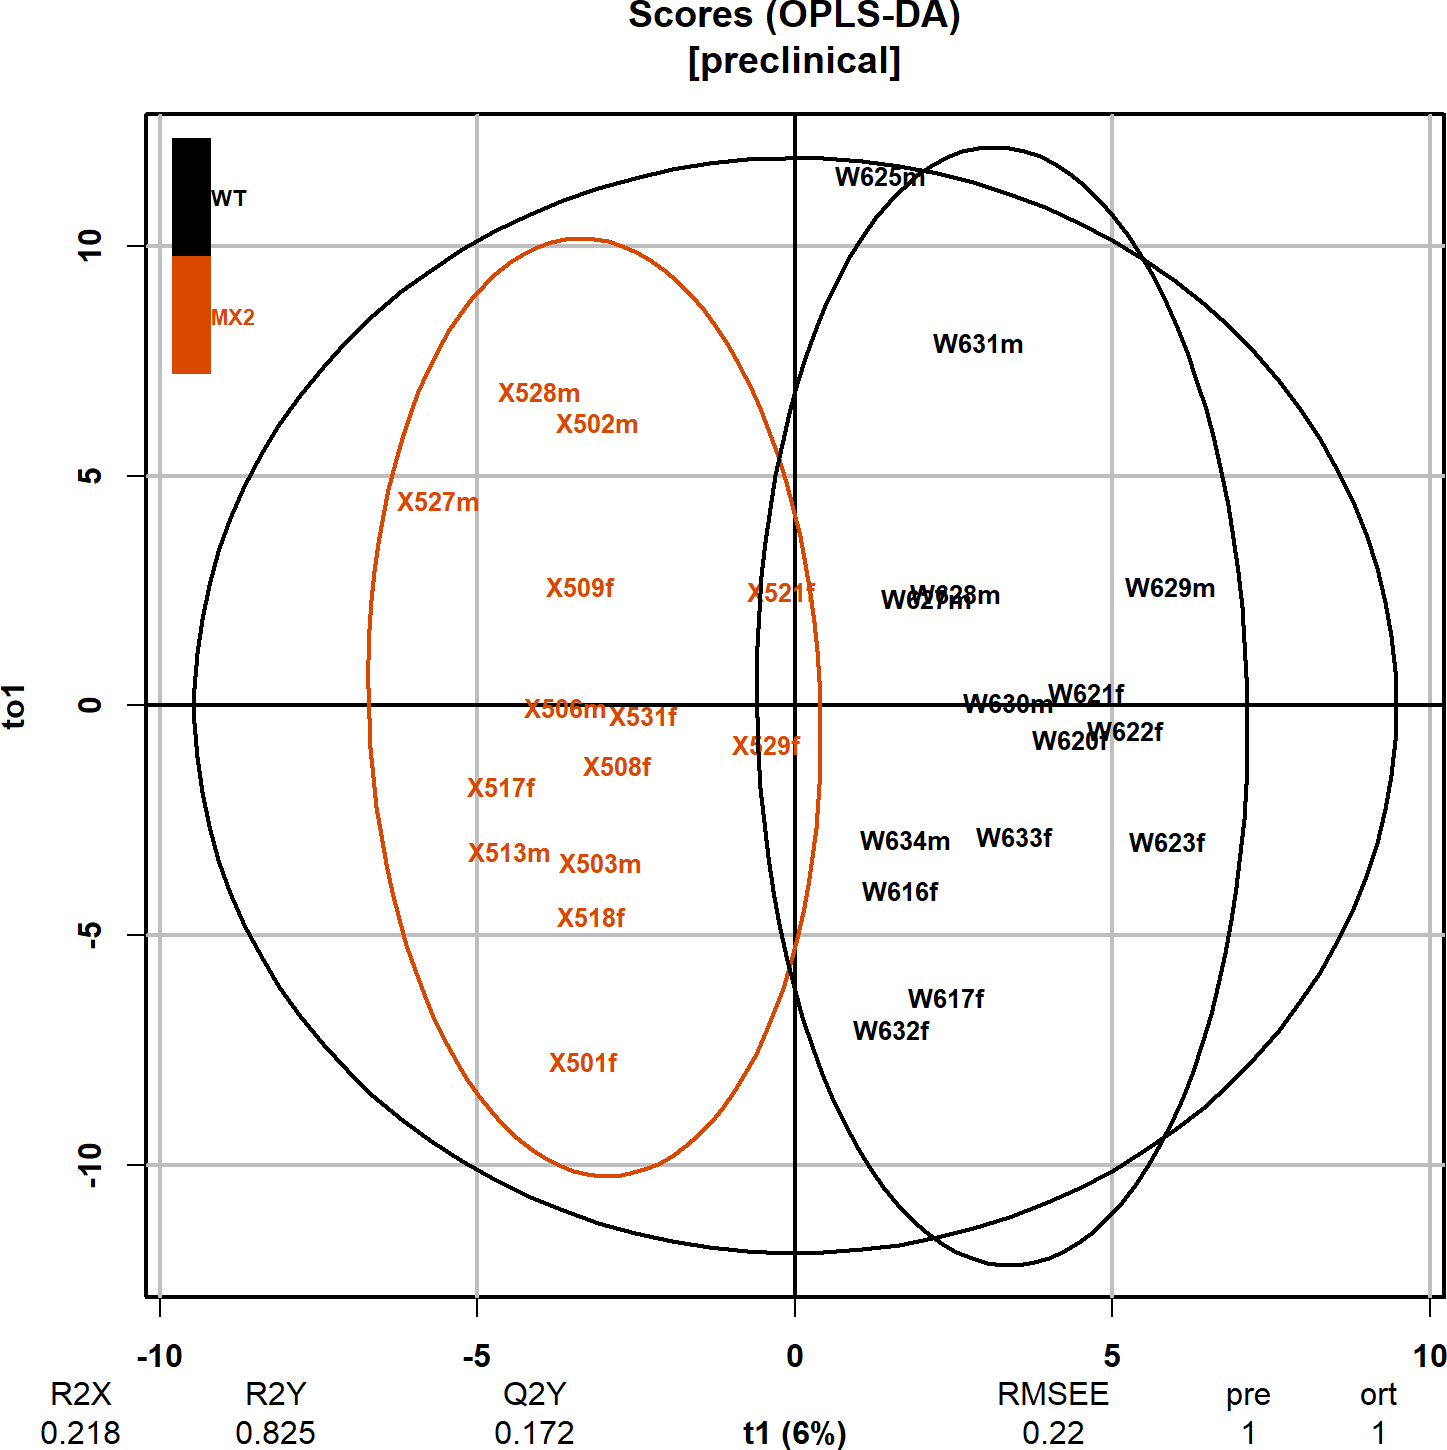 Scores (OPLS-DA)
[preclinical]
WT
MX2
W625m
W631m
X528m
X502m
X527m
X509f
X521f
W627m
W628m
W629m
X506m
X531f
W630m
W621f
X529f
W620f
W622f
X508f
X517f
X513m
X503m
W634m
W633f
W623f
W616f
X518f
W617f
W632f
X501f
to1
10
5
0
-5
-10
-10 -5 0 5 10
R2X R2Y Q2Y RMSEE pre ort
0.218 0.825 0.172 t1 (6%) 0.22 1 1